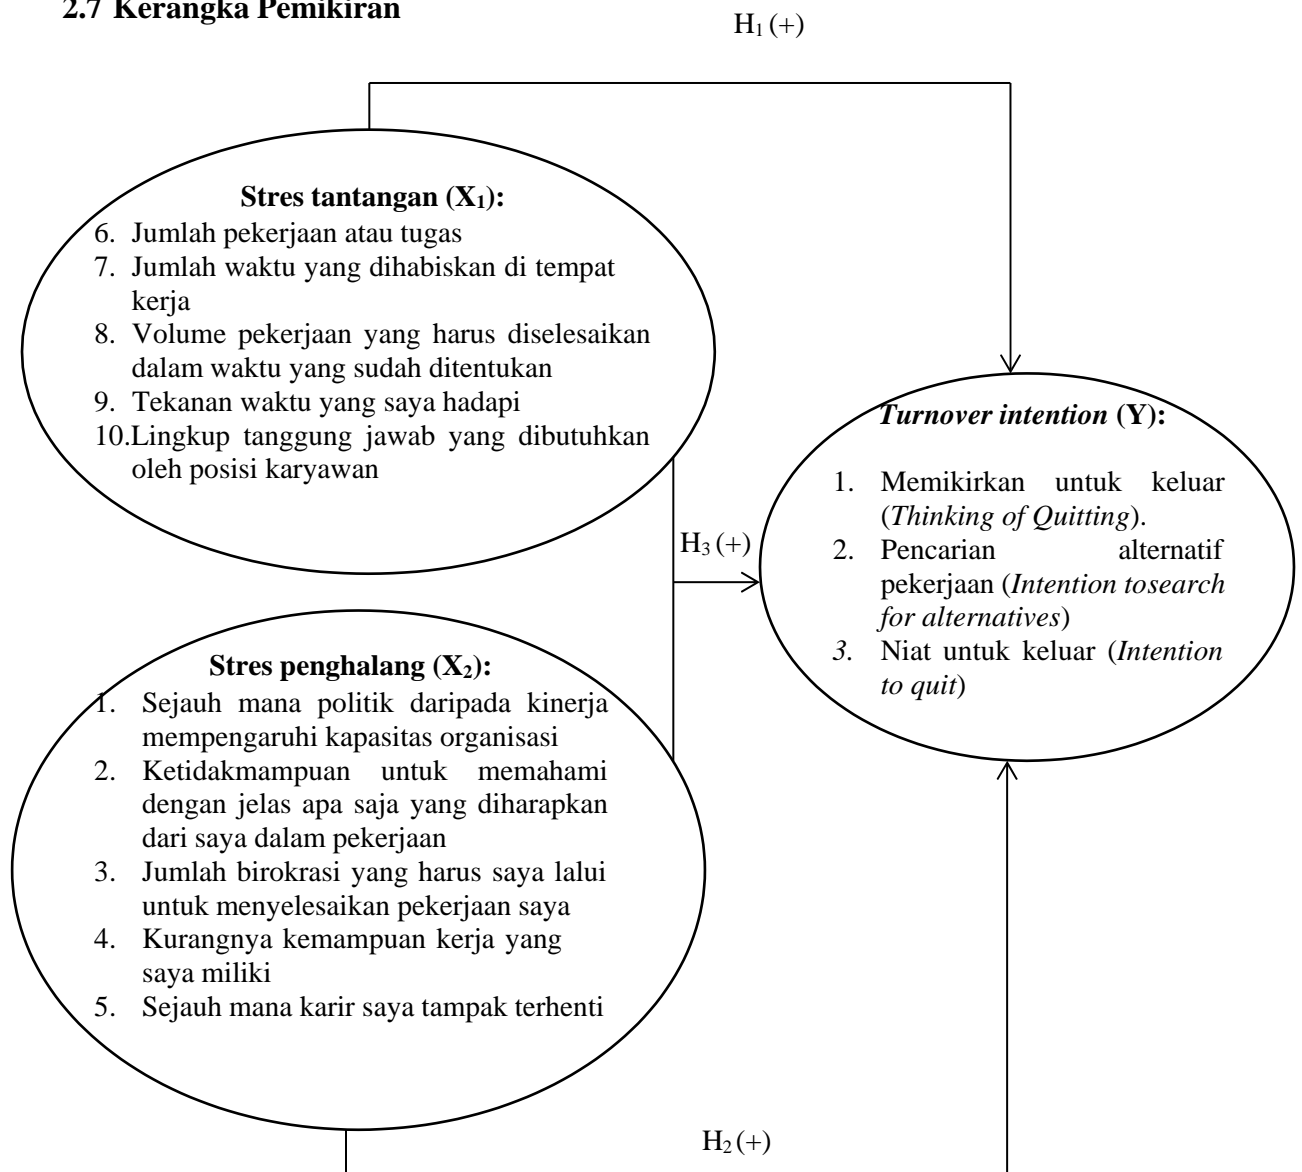 2.7 Kerangka Pemikiran
H₁ (+)
Stres tantangan (X₁):
6. Jumlah pekerjaan atau tugas
7. Jumlah waktu yang dihabiskan di tempat
kerja
8. Volume pekerjaan yang harus diselesaikan
dalam waktu yang sudah ditentukan
9. Tekanan waktu yang saya hadapi
10.Lingkup tanggung jawab yang dibutuhkan
oleh posisi karyawan
Turnover intention (Y):
1. Memikirkan untuk keluar
(Thinking of Quitting).
2. Pencarian alternatif
pekerjaan (Intention tosearch
for alternatives)
3. Niat untuk keluar (Intention
to quit)
H₃ (+)
Stres penghalang (X₂):
1. Sejauh mana politik daripada kinerja
mempengaruhi kapasitas organisasi
2. Ketidakmampuan untuk memahami
dengan jelas apa saja yang diharapkan
dari saya dalam pekerjaan
3. Jumlah birokrasi yang harus saya lalui
untuk menyelesaikan pekerjaan saya
4. Kurangnya kemampuan kerja yang
saya miliki
5. Sejauh mana karir saya tampak terhenti
H₂ (+)